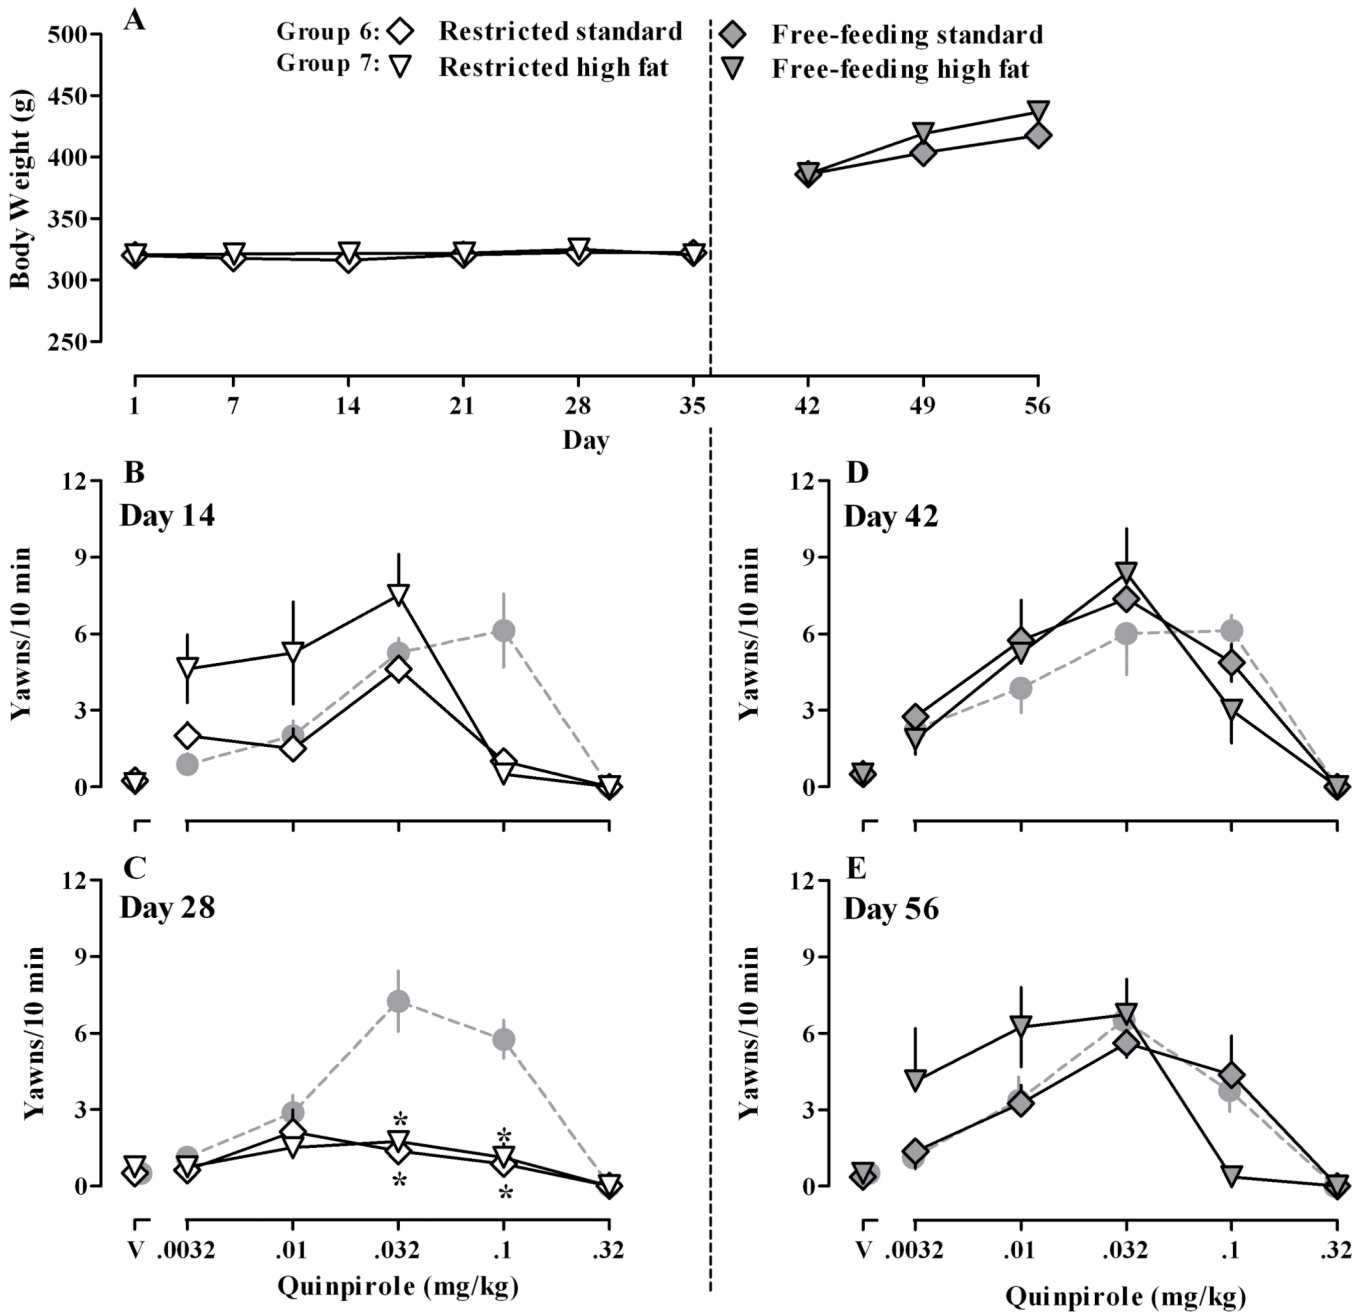 A
Group 6: Restricted standard Free-feeding standard
Group 7: Restricted high fat Free-feeding high fat
500
450
400
350
300
250
Body Weight (g)
1 7 14 21 28 35 42 49 56
Day
B
Day 14
12
9
6
3
0
Yawns/10 min
D
Day 42
12
9
6
3
0
Yawns/10 min
C
Day 28
12
9
6
3
0
Yawns/10 min
* *
* *
V .0032 .01 .032 .1 .32
Quinpirole (mg/kg)
E
Day 56
12
9
6
3
0
Yawns/10 min
V .0032 .01 .032 .1 .32
Quinpirole (mg/kg)